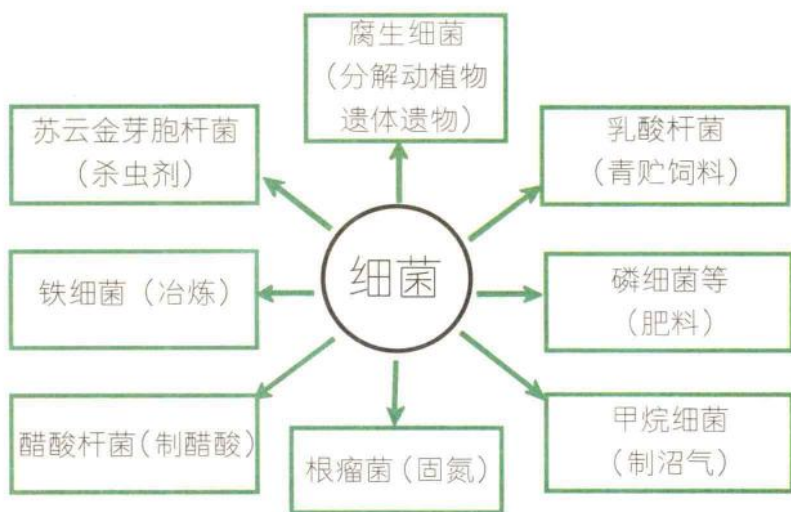 腐生细菌
(分解动植物
遗体遗物)
苏云金芽胞杆菌
(杀虫剂)
乳酸杆菌
(青贮饲料)
细菌
铁细菌(冶炼)
磷细菌等
(肥料)
醋酸杆菌(制醋酸)
根瘤菌(固氮)
甲烷细菌
(制沼气)